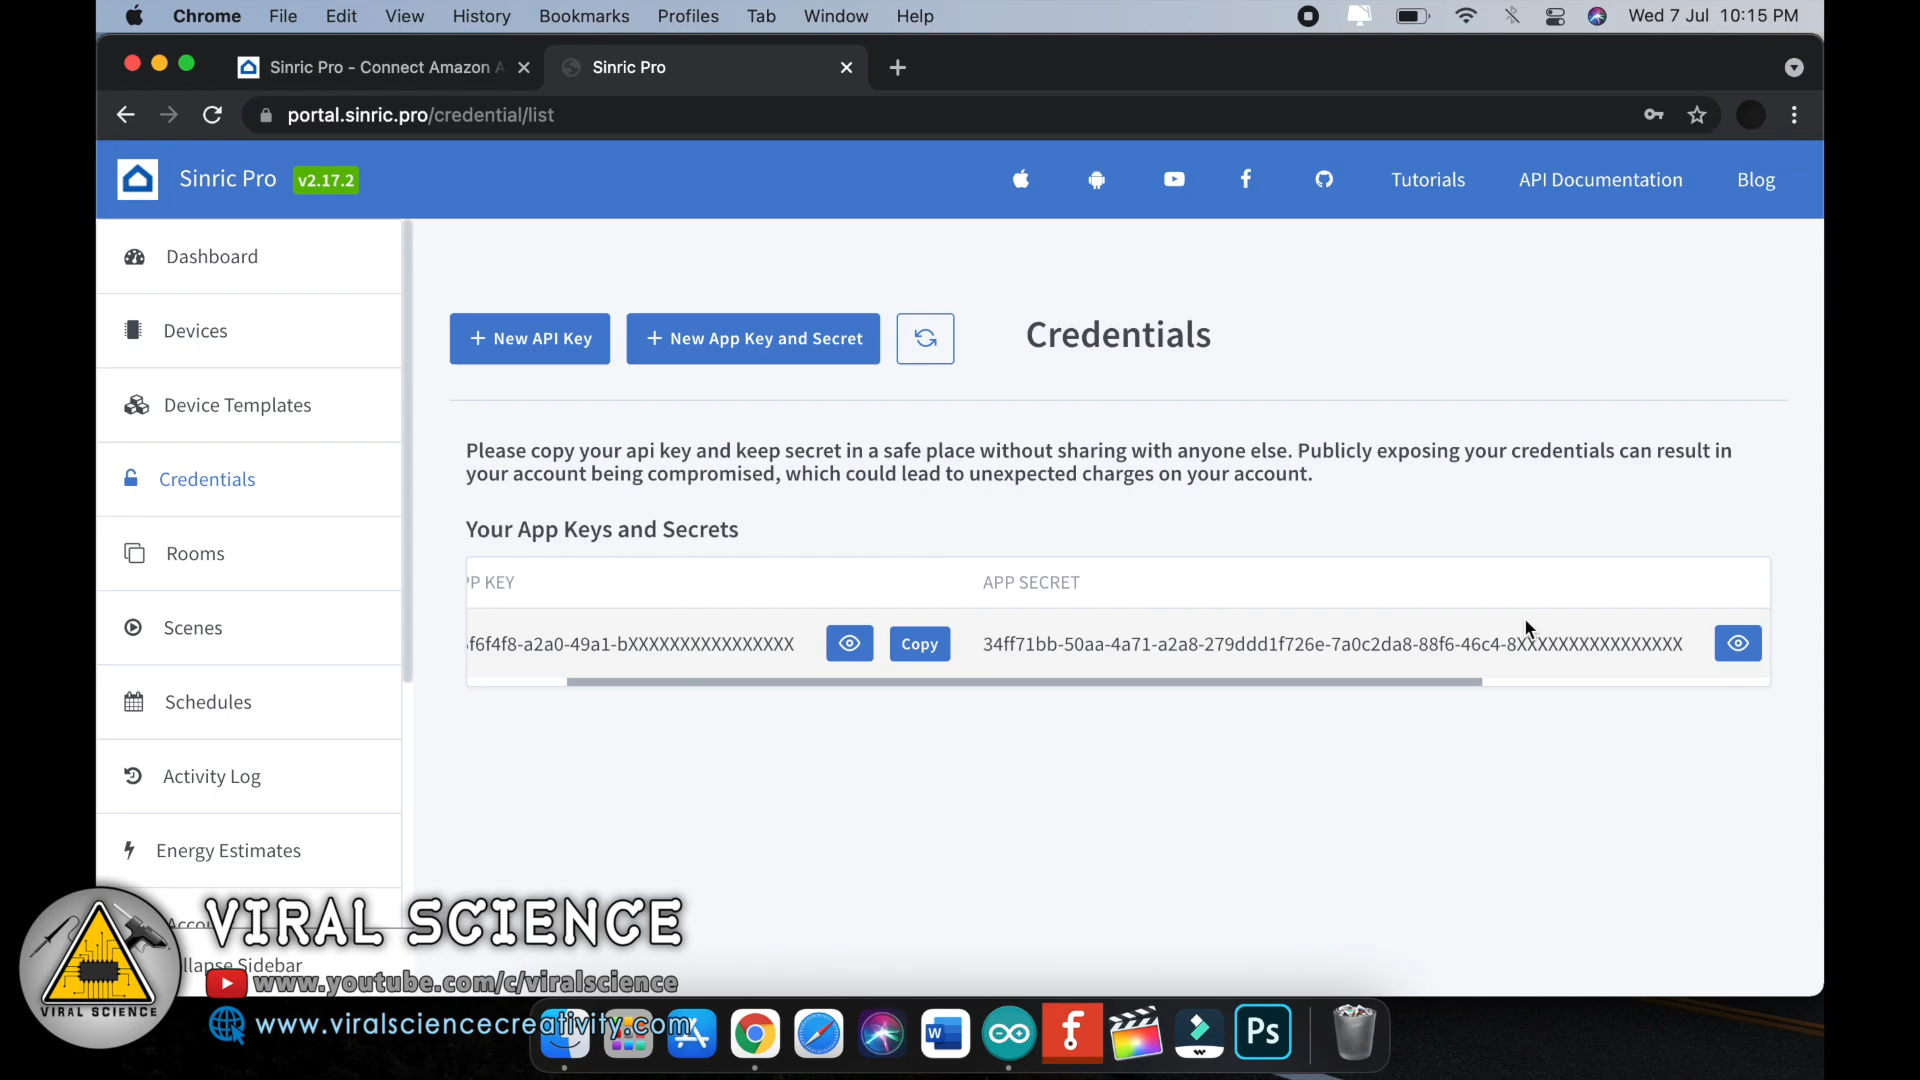 Chrome File Edit View History Bookmarks Profiles Tab Window Help Wed 7 Jul 10:15 PM
Sinric Pro - Connect Amazon A Sinric Pro
portal.sinric.pro/credential/list
Sinric Pro v2.17.2 Tutorials API Documentation Blog
Dashboard
Devices
Device Templates
Credentials
Rooms
Scenes
Schedules
Activity Log
Energy Estimates
Accou
llapse Sidebar
+ New API Key + New App Key and Secret Credentials
Please copy your api key and keep secret in a safe place without sharing with anyone else. Publicly exposing your credentials can result in
your account being compromised, which could lead to unexpected charges on your account.
Your App Keys and Secrets
PP KEY APP SECRET
f6f4f8-a2a0-49a1-bXXXXXXXXXXXXXXX Copy 34ff71bb-50aa-4a71-a2a8-279ddd1f726e-7a0c2da8-88f6-46c4-8XXXXXXXXXXXXXXX
VIRAL SCIENCE
www.youtube.com/c/viralscience
www.viralsciencecreativity.com
VIRAL SCIENCE
W
f
Ps